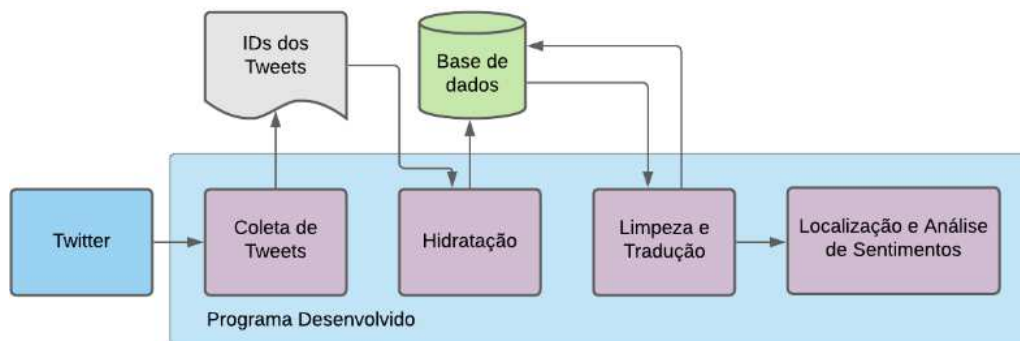 IDs dos
Tweets
Base de
dados
Twitter
Coleta de
Tweets
Hidratação
Limpeza e
Tradução
Localização e Análise
de Sentimentos
Programa Desenvolvido